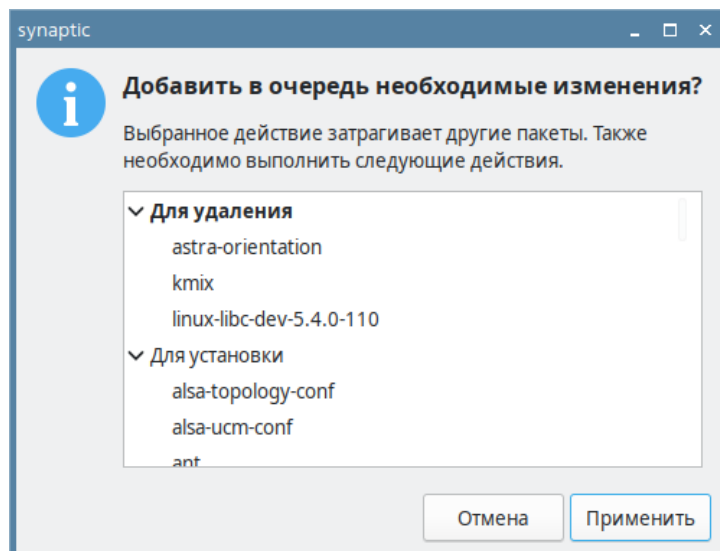 synaptic
Добавить в очередь необходимые изменения?
Выбранное действие затрагивает другие пакеты. Также
необходимо выполнить следующие действия.
Для удаления
astra-orientation
kmix
linux-libc-dev-5.4.0-110
Для установки
alsa-topology-conf
alsa-ucm-conf
ant
Отмена
Применить